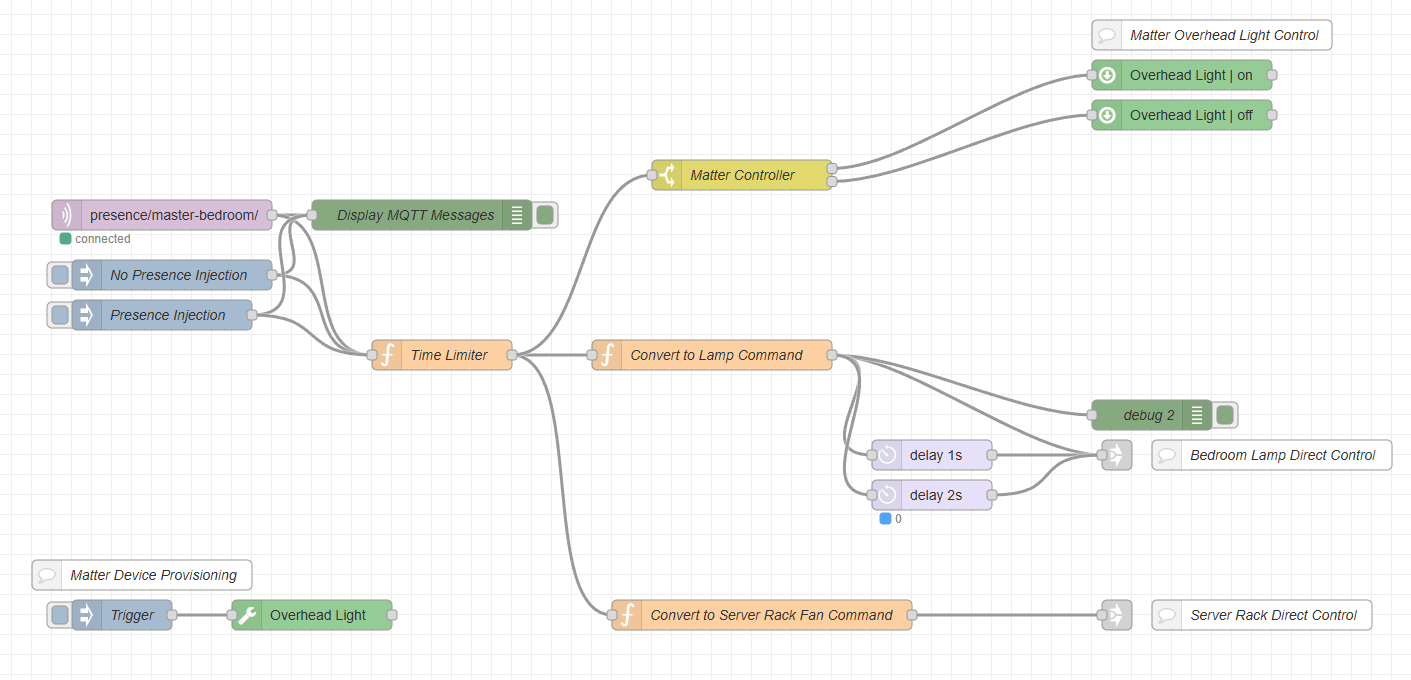 Matter Overhead Light Control
Overhead Light | on
Overhead Light | off
Matter Controller
presence/master-bedroom/
Display MQTT Messages
connected
No Presence Injection
Presence Injection
Time Limiter
Convert to Lamp Command
debug 2
delay 1s
Bedroom Lamp Direct Control
delay 2s
0
Matter Device Provisioning
Trigger
Overhead Light
Convert to Server Rack Fan Command
Server Rack Direct Control